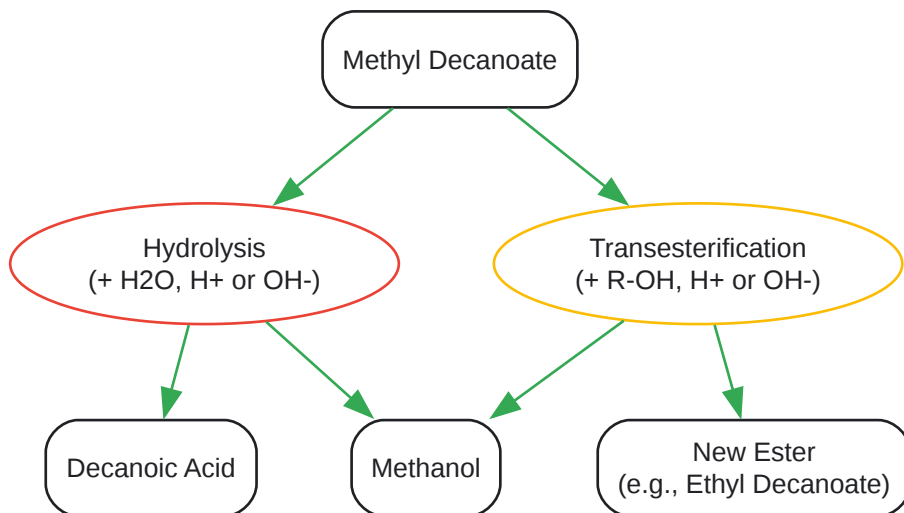 Methyl Decanoate
Hydrolysis
(+ H2O, H+ or OH-)
Transesterification
(+ R-OH, H+ or OH-)
Decanoic Acid
Methanol
New Ester
(e.g., Ethyl Decanoate)